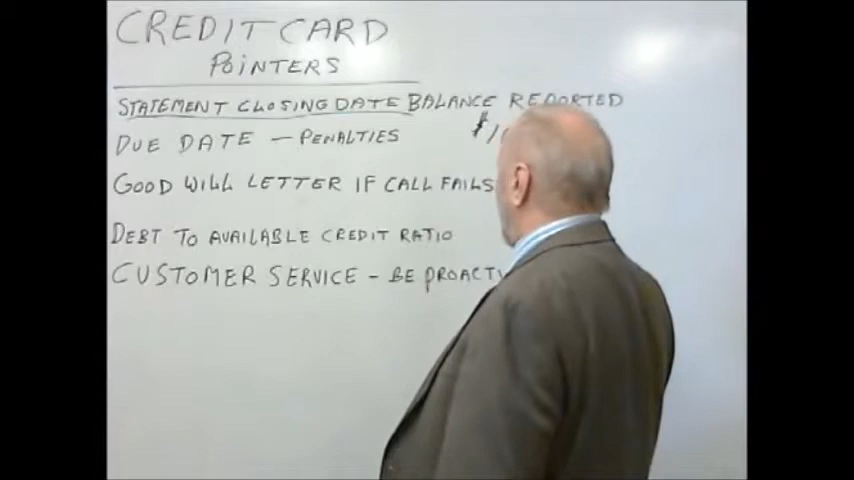 CREDIT CARD
POINTERS
STATEMENT CLOSING DATE BALANCE REPORTED
DUE DATE - PENALTIES
GOOD WILL LETTER IF CALL FAILS
DEBT TO AVAILABLE CREDIT RATIO
CUSTOMER SERVICE - BE